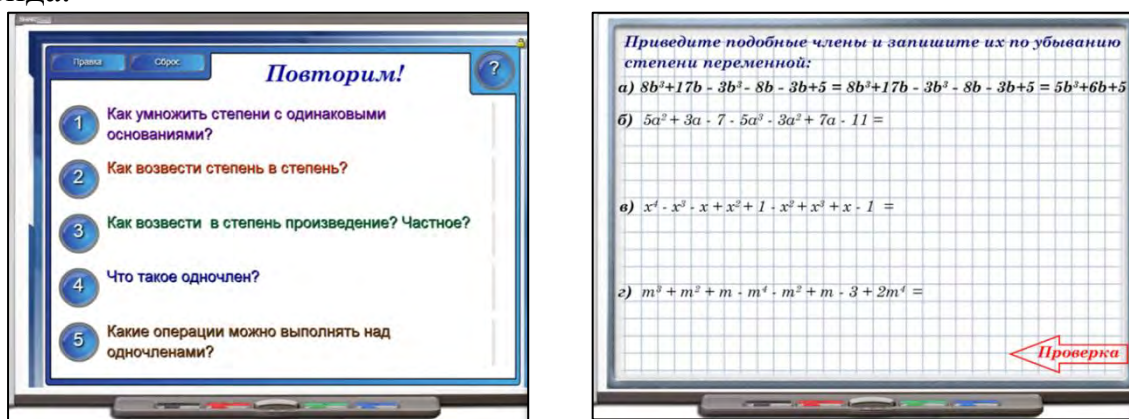 Правка
Сброс
Повторим!
?
1
Как умножить степени с одинаковыми
основаниями?
2
Как возвести степень в степень?
3
Как возвести в степень произведение? Частное?
4
Что такое одночлен?
5
Какие операции можно выполнять над
одночленами?
Приведите подобные члены и запишите их по убыванию
степени переменной:
а) 8b³+17b - 3b³ - 8b - 3b+5 = 8b³+17b - 3b³ - 8b - 3b+5 = 5b³+6b+5
б) 5a² + 3a - 7 - 5a³ - 3a² + 7a - 11 =
в) x⁴ - x³ - x + x² + 1 - x² + x³ + x - 1 =
г) m³ + m² + m - m⁴ - m² + m - 3 + 2m⁴ =
Проверка